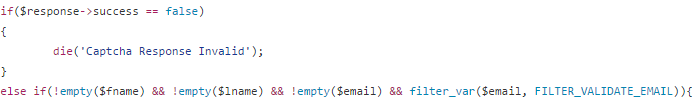 if($response->success == false)
{
die('Captcha Response Invalid');
}
else if(!empty($fname) && !empty($lname) && !empty($email) && filter_var($email, FILTER_VALIDATE_EMAIL)){